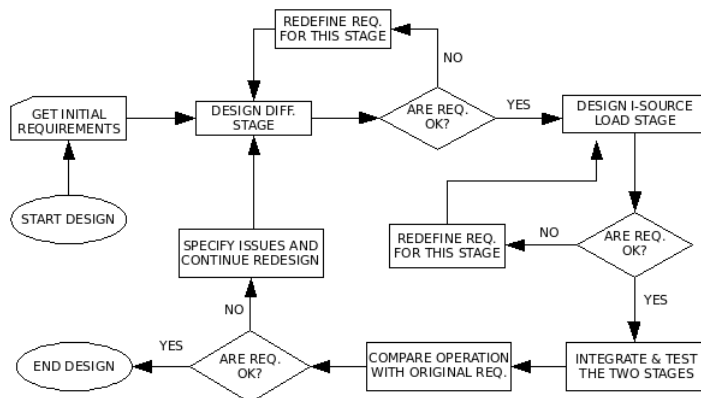 REDEFINE REQ.
FOR THIS STAGE
NO
GET INITIAL
REQUIREMENTS
DESIGN DIFF.
STAGE
ARE REQ.
OK?
YES
DESIGN I-SOURCE
LOAD STAGE
START DESIGN
SPECIFY ISSUES AND
CONTINUE REDESIGN
REDEFINE REQ.
FOR THIS STAGE
NO
ARE REQ.
OK?
YES
NO
END DESIGN
YES
ARE REQ.
OK?
COMPARE OPERATION
WITH ORIGINAL REQ.
INTEGRATE & TEST
THE TWO STAGES